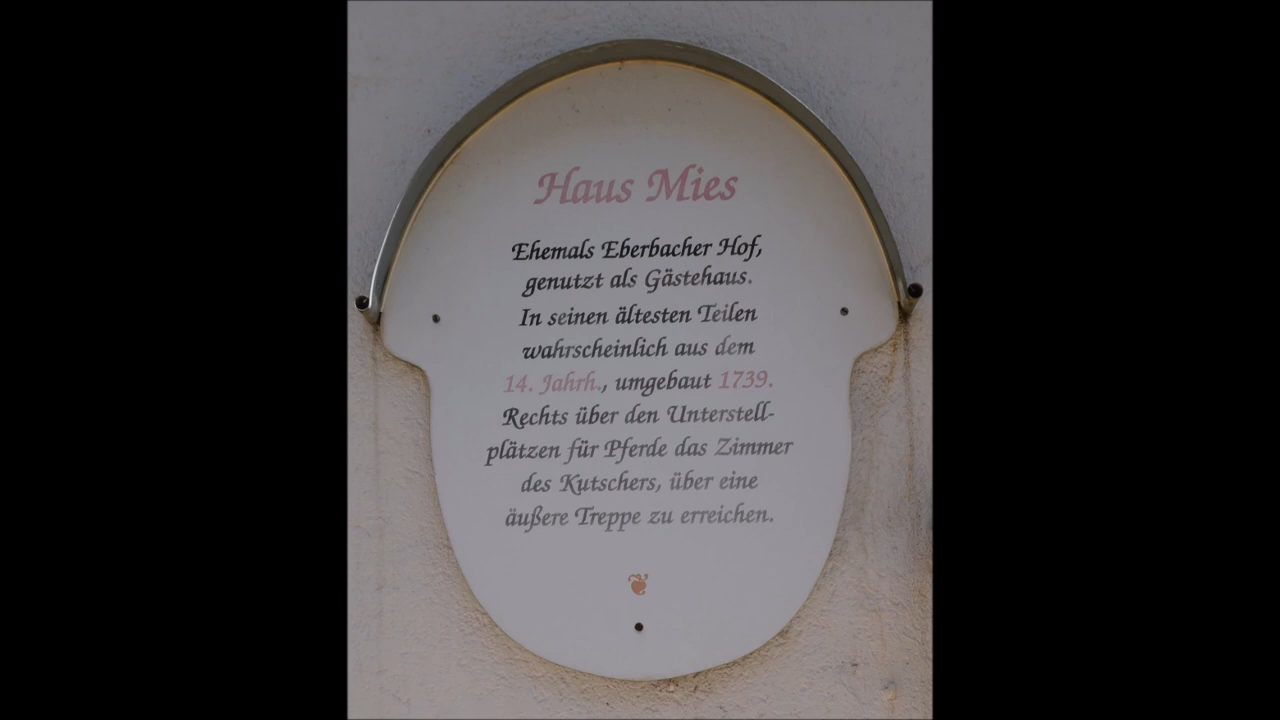 Haus Mies
Ehemals Eberbacher Hof,
genutzt als Gästehaus.
In seinen ältesten Teilen
wahrscheinlich aus dem
14. Jahrh., umgebaut 1739.
Rechts über den Unterstell-
plätzen für Pferde das Zimmer
des Kutschers, über eine
äußere Treppe zu erreichen.